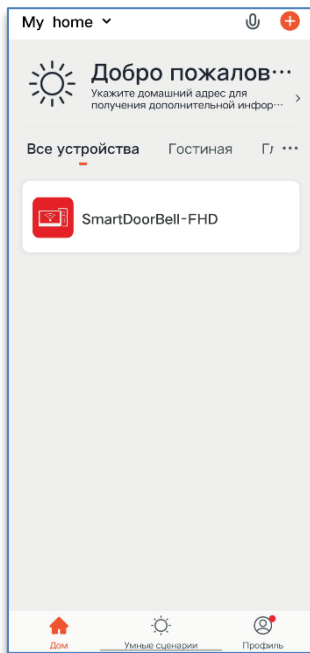 My home
Добро пожалов...
Укажите домашний адрес для
получения дополнительной инфор...
Все устройства Гостиная Гл ...
SmartDoorBell-FHD
Дом Умные сценарии Профиль